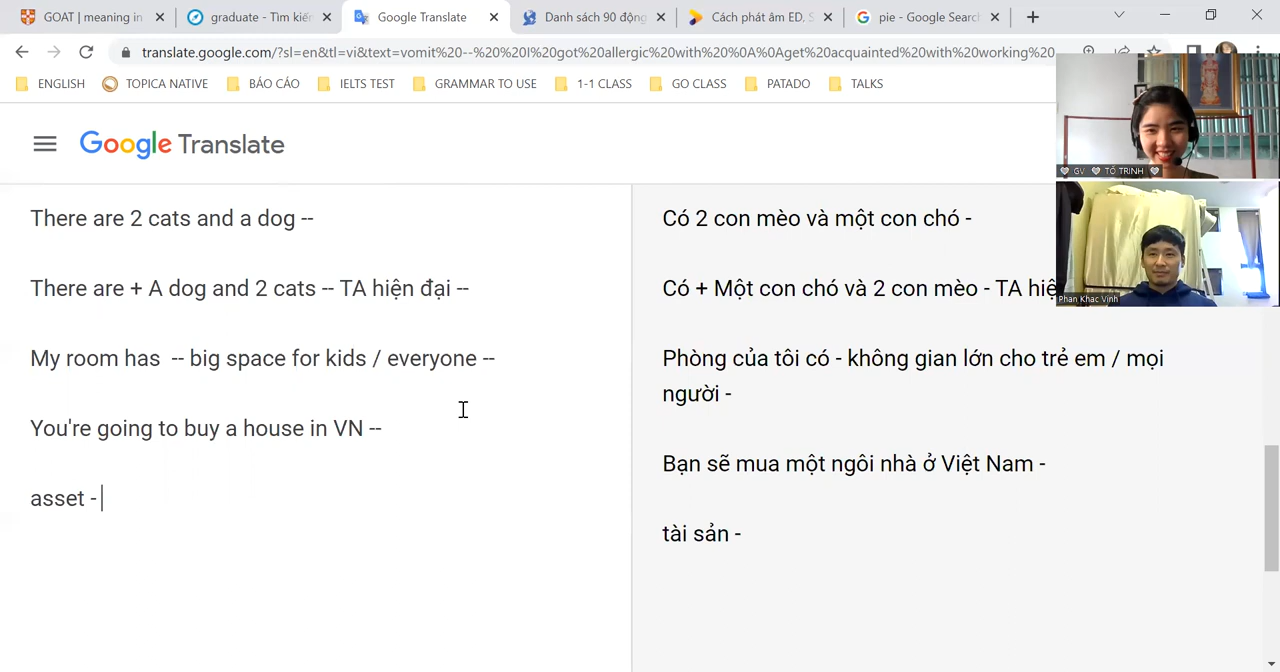 GOAT | meaning in
graduate - Tìm kiếm
Google Translate
Danh sách 90 động
Cách phát âm ED. S
pie - Google Search
translate.google.com/?sl=en&tl=vi&text=vomit%20--%20%20I%20got%20allergic%20with%20%0A%0Aget%20acquainted%20with%20working%20
ENGLISH
TOPICA NATIVE
BÁO CÁO
IELTS TEST
GRAMMAR TO USE
1-1 CLASS
GO CLASS
PATADO
TALKS
Google Translate
GV TỐ TRINH
Phan Khac Vinh
There are 2 cats and a dog --
There are + A dog and 2 cats -- TA hiện đại --
My room has -- big space for kids / everyone --
You're going to buy a house in VN --
asset -
Có 2 con mèo và một con chó -
Có + Một con chó và 2 con mèo - TA hiệ
Phòng của tôi có - không gian lớn cho trẻ em / mọi
người -
Bạn sẽ mua một ngôi nhà ở Việt Nam -
tài sản -